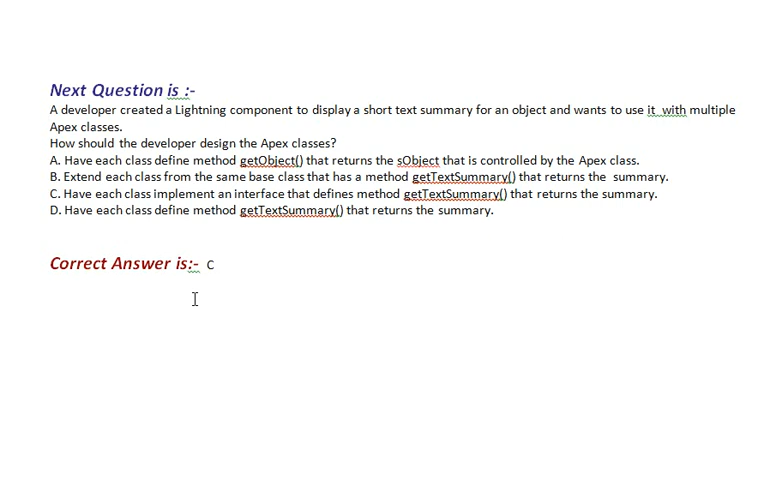 Next Question is :-
A developer created a Lightning component to display a short text summary for an object and wants to use it with multiple
Apex classes.
How should the developer design the Apex classes?
A. Have each class define method getObject() that returns the sObject that is controlled by the Apex class.
B. Extend each class from the same base class that has a method getTextSummary() that returns the summary.
C. Have each class implement an interface that defines method getTextSummary() that returns the summary.
D. Have each class define method getTextSummary() that returns the summary.
Correct Answer is:- C